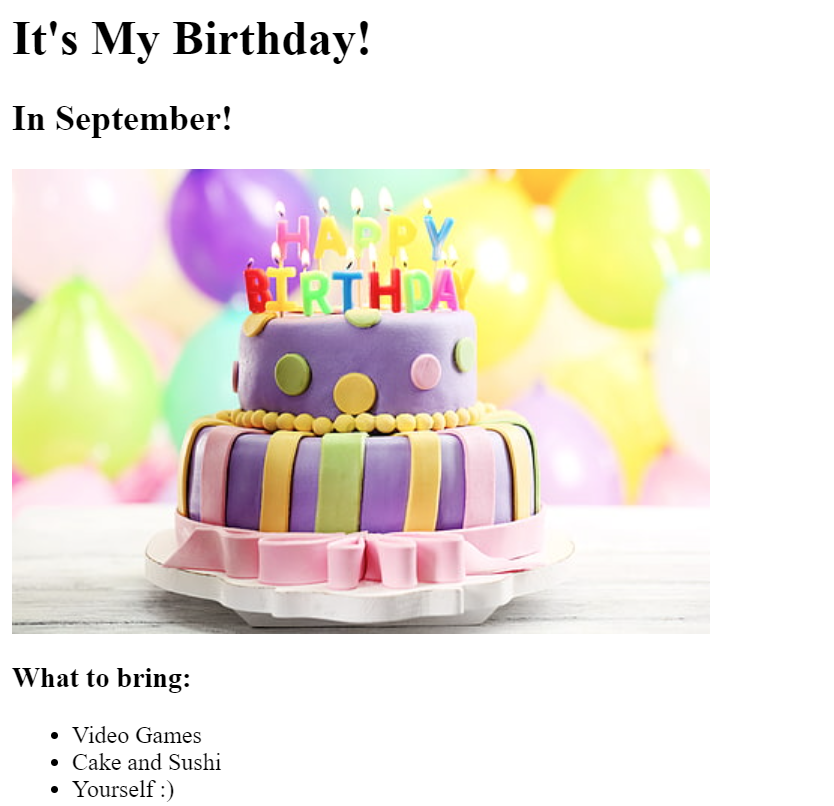 It's My Birthday!
In September!
HAPPY
BIRTHDAY
What to bring:
Video Games
Cake and Sushi
Yourself :)